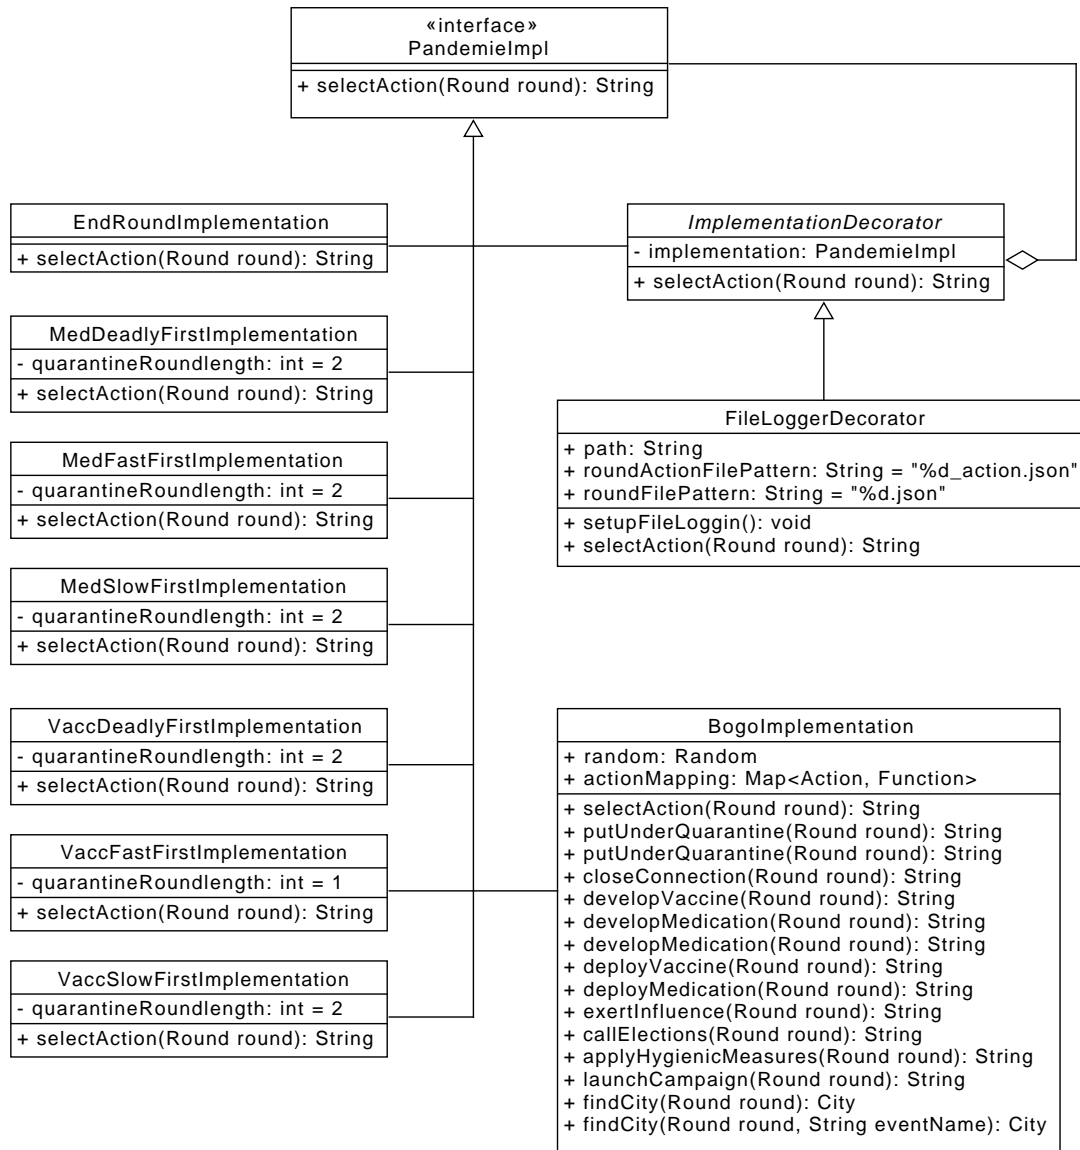 «interface»
PandemieImpl
+ selectAction(Round round): String
EndRoundImplementation
+ selectAction(Round round): String
ImplementationDecorator
- implementation: PandemieImpl
+ selectAction(Round round): String
MedDeadlyFirstImplementation
- quarantineRoundlength: int = 2
+ selectAction(Round round): String
FileLoggerDecorator
+ path: String
+ roundActionFilePattern: String = "%d_action.json"
+ roundFilePattern: String = "%d.json"
+ setupFileLoggin(): void
+ selectAction(Round round): String
MedFastFirstImplementation
- quarantineRoundlength: int = 2
+ selectAction(Round round): String
MedSlowFirstImplementation
- quarantineRoundlength: int = 2
+ selectAction(Round round): String
VaccDeadlyFirstImplementation
- quarantineRoundlength: int = 2
+ selectAction(Round round): String
VaccFastFirstImplementation
- quarantineRoundlength: int = 1
+ selectAction(Round round): String
VaccSlowFirstImplementation
- quarantineRoundlength: int = 2
+ selectAction(Round round): String
BogoImplementation
+ random: Random
+ actionMapping: Map<Action, Function>
+ selectAction(Round round): String
+ putUnderQuarantine(Round round): String
+ putUnderQuarantine(Round round): String
+ closeConnection(Round round): String
+ developVaccine(Round round): String
+ developMedication(Round round): String
+ developMedication(Round round): String
+ deployVaccine(Round round): String
+ deployMedication(Round round): String
+ exertInfluence(Round round): String
+ callElections(Round round): String
+ applyHygienicMeasures(Round round): String
+ launchCampaign(Round round): String
+ findCity(Round round): City
+ findCity(Round round, String eventName): City